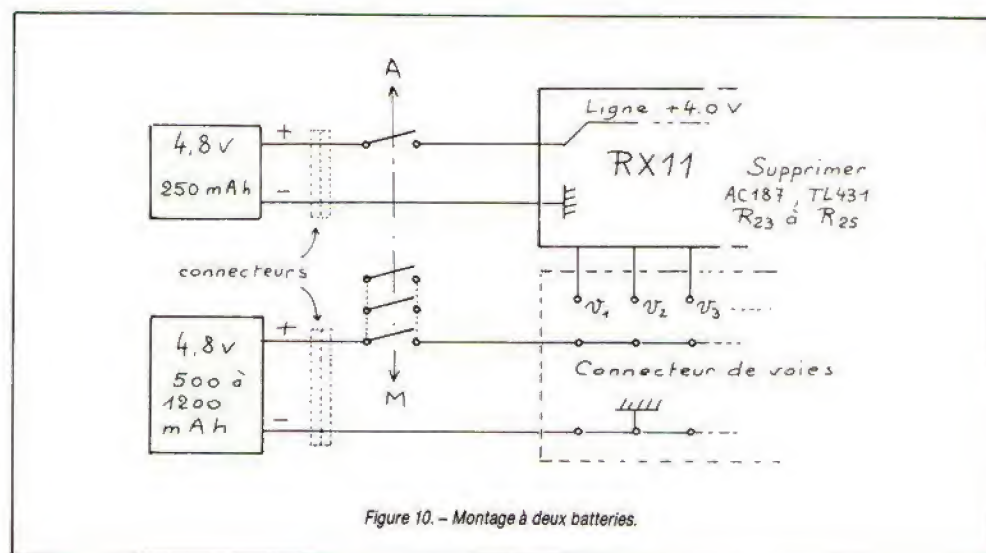 A
Ligne +4.0 V
4,8 v
250 mAh
+
-
RX11
Supprimer
AC187, TL431
R23 à R25
connecteurs
v1 v2 v3
4,8 v
500 à
1200
mAh
+
-
M
Connecteur de voies
Figure 10. – Montage à deux batteries.